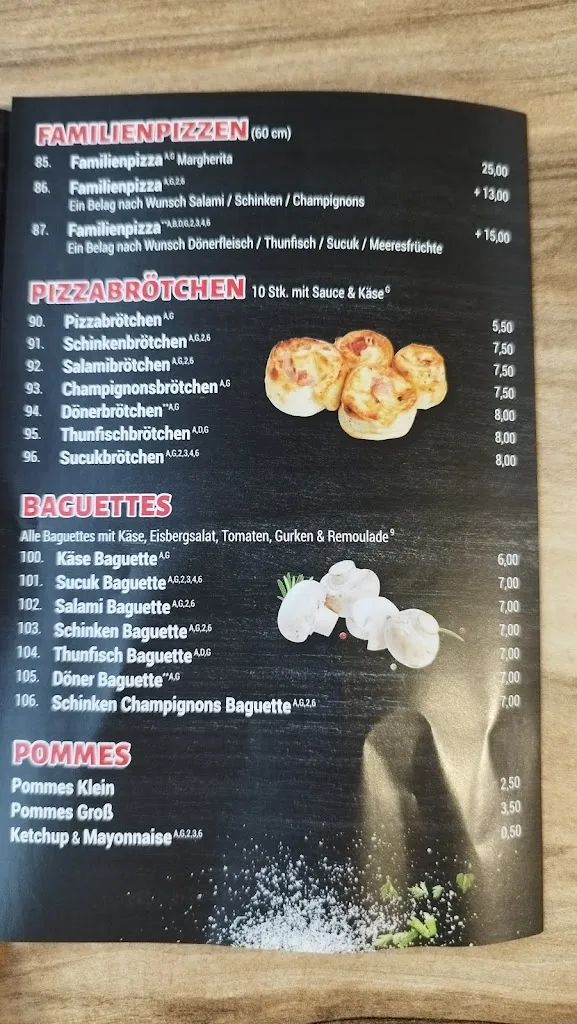 FAMILIENPIZZEN (60 cm)
85. Familienpizza A,G Margherita 25,00
86. Familienpizza A,G,2,6 + 13,00
Ein Belag nach Wunsch Salami / Schinken / Champignons
87. Familienpizza **A,B,D,G,2,3,4,6 + 15,00
Ein Belag nach Wunsch Dönerfleisch / Thunfisch / Sucuk / Meeresfrüchte
PIZZABRÖTCHEN 10 Stk. mit Sauce & Käse G
90. Pizzabrötchen A,G 5,50
91. Schinkenbrötchen A,G,2,6 7,50
92. Salamibrötchen A,G,2,6 7,50
93. Champignonsbrötchen A,G 7,50
94. Dönerbrötchen **A,G 8,00
95. Thunfischbrötchen A,D,G 8,00
96. Sucukbrötchen A,G,2,3,4,6 8,00
BAGUETTES
Alle Baguettes mit Käse, Eisbergsalat, Tomaten, Gurken & Remoulade 9
100. Käse Baguette A,G 6,00
101. Sucuk Baguette A,G,2,3,4,6 7,00
102. Salami Baguette A,G,2,6 7,00
103. Schinken Baguette A,G,2,6 7,00
104. Thunfisch Baguette A,D,G 7,00
105. Döner Baguette **A,G 7,00
106. Schinken Champignons Baguette A,G,2,6 7,00
POMMES
Pommes Klein 2,50
Pommes Groß 3,50
Ketchup & Mayonnaise A,G,2,3,6 0,50